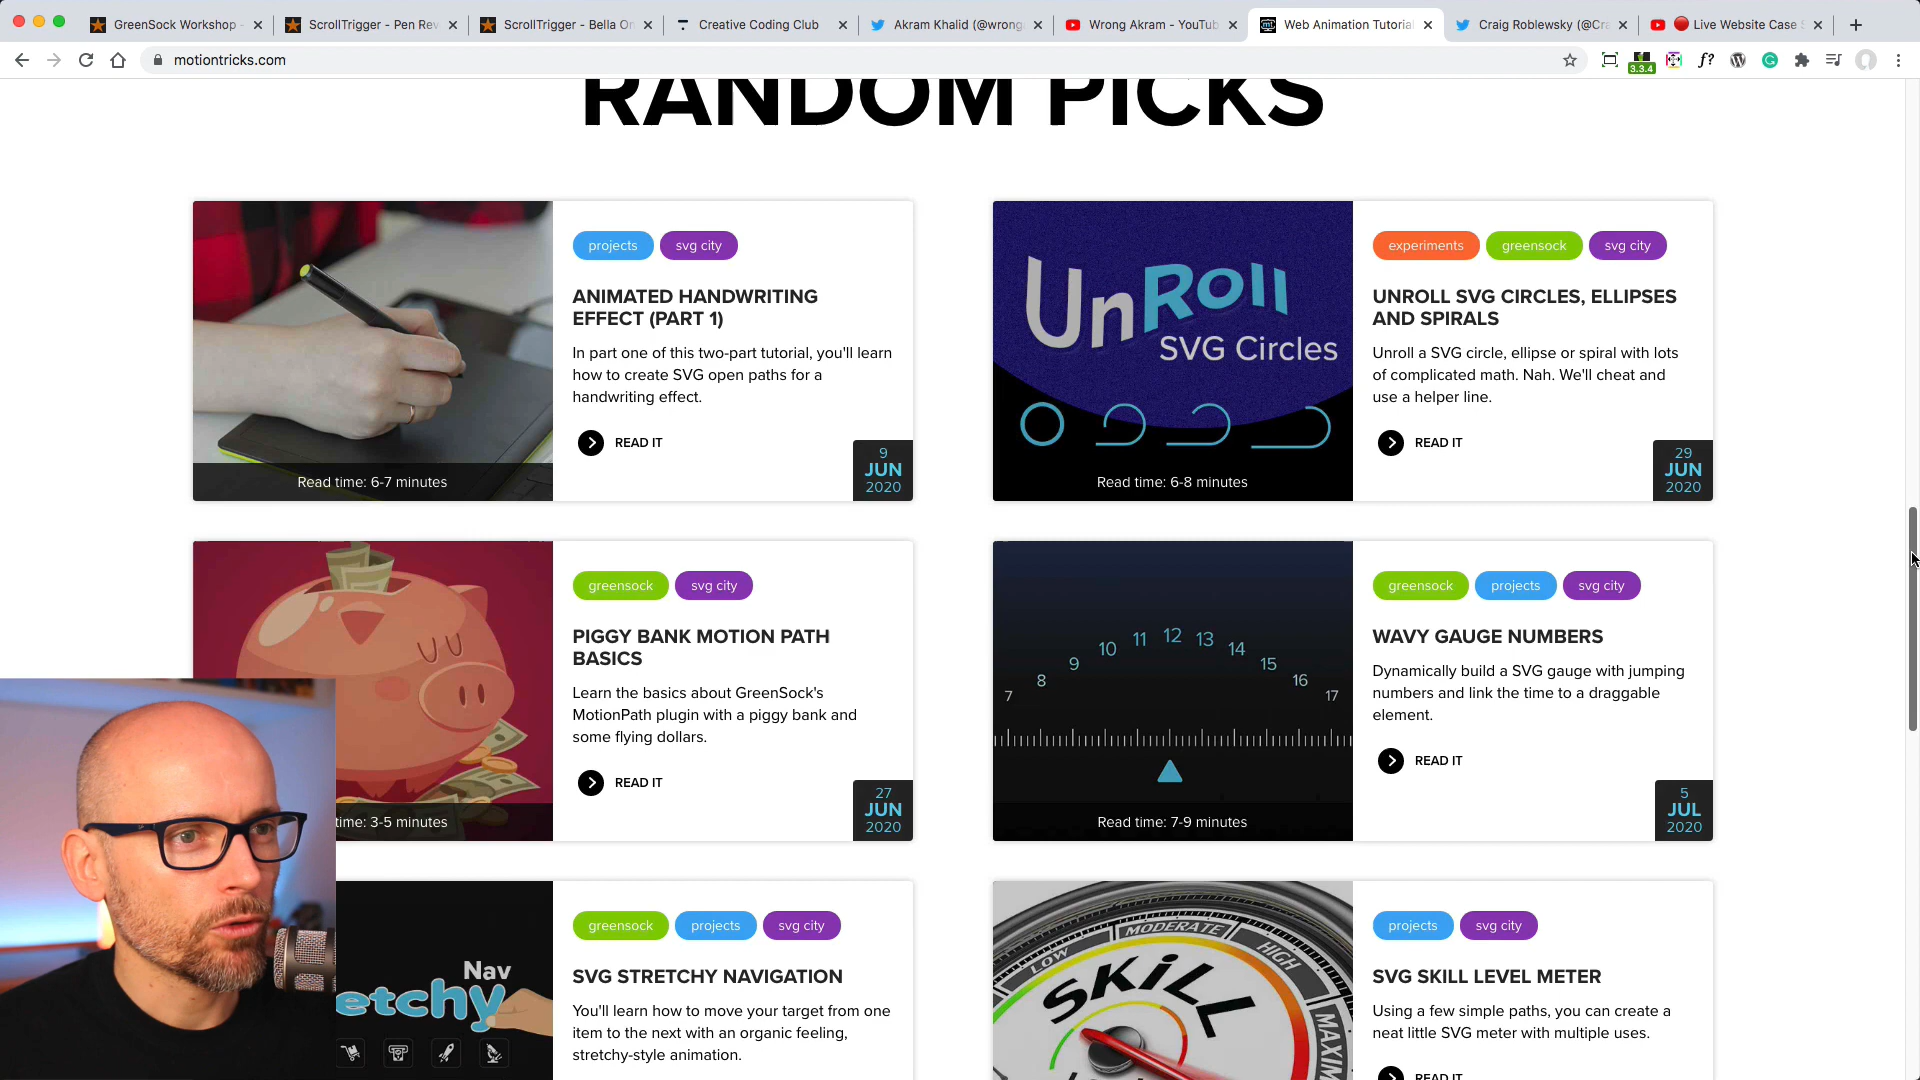 GreenSock Workshop -
ScrollTrigger - Pen Rev
ScrollTrigger - Bella On
Creative Coding Club
Akram Khalid (@wrong
Wrong Akram - YouTub
Web Animation Tutorial
Craig Roblewsky (@Cra
Live Website Case S
motiontricks.com
3.3.4
f?
RANDOM PICKS
projects
svg city
ANIMATED HANDWRITING
EFFECT (PART 1)
In part one of this two-part tutorial, you'll learn
how to create SVG open paths for a
handwriting effect.
READ IT
Read time: 6-7 minutes
9
JUN
2020
UnRoll
SVG Circles
experiments
greensock
svg city
UNROLL SVG CIRCLES, ELLIPSES
AND SPIRALS
Unroll a SVG circle, ellipse or spiral with lots
of complicated math. Nah. We'll cheat and
use a helper line.
READ IT
Read time: 6-8 minutes
29
JUN
2020
greensock
svg city
PIGGY BANK MOTION PATH
BASICS
Learn the basics about GreenSock's
MotionPath plugin with a piggy bank and
some flying dollars.
READ IT
time: 3-5 minutes
27
JUN
2020
7 8 9 10 11 12 13 14 15 16 17
greensock
projects
svg city
WAVY GAUGE NUMBERS
Dynamically build a SVG gauge with jumping
numbers and link the time to a draggable
element.
READ IT
Read time: 7-9 minutes
5
JUL
2020
Nav
etchy
greensock
projects
svg city
SVG STRETCHY NAVIGATION
You'll learn how to move your target from one
item to the next with an organic feeling,
stretchy-style animation.
LOW
MODERATE
HIGH
MAXIM
SKiLL
projects
svg city
SVG SKILL LEVEL METER
Using a few simple paths, you can create a
neat little SVG meter with multiple uses.
READ IT